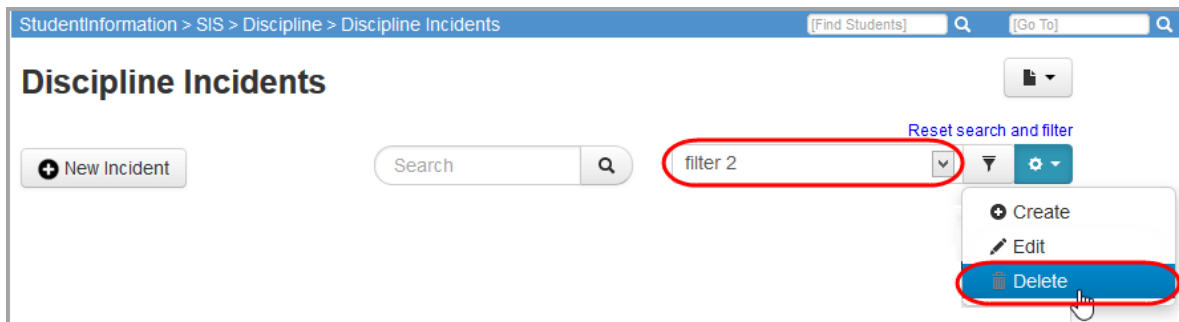 StudentInformation > SIS > Discipline > Discipline Incidents [Find Students] [Go To]
Discipline Incidents
Reset search and filter
New Incident Search filter 2
Create
Edit
Delete